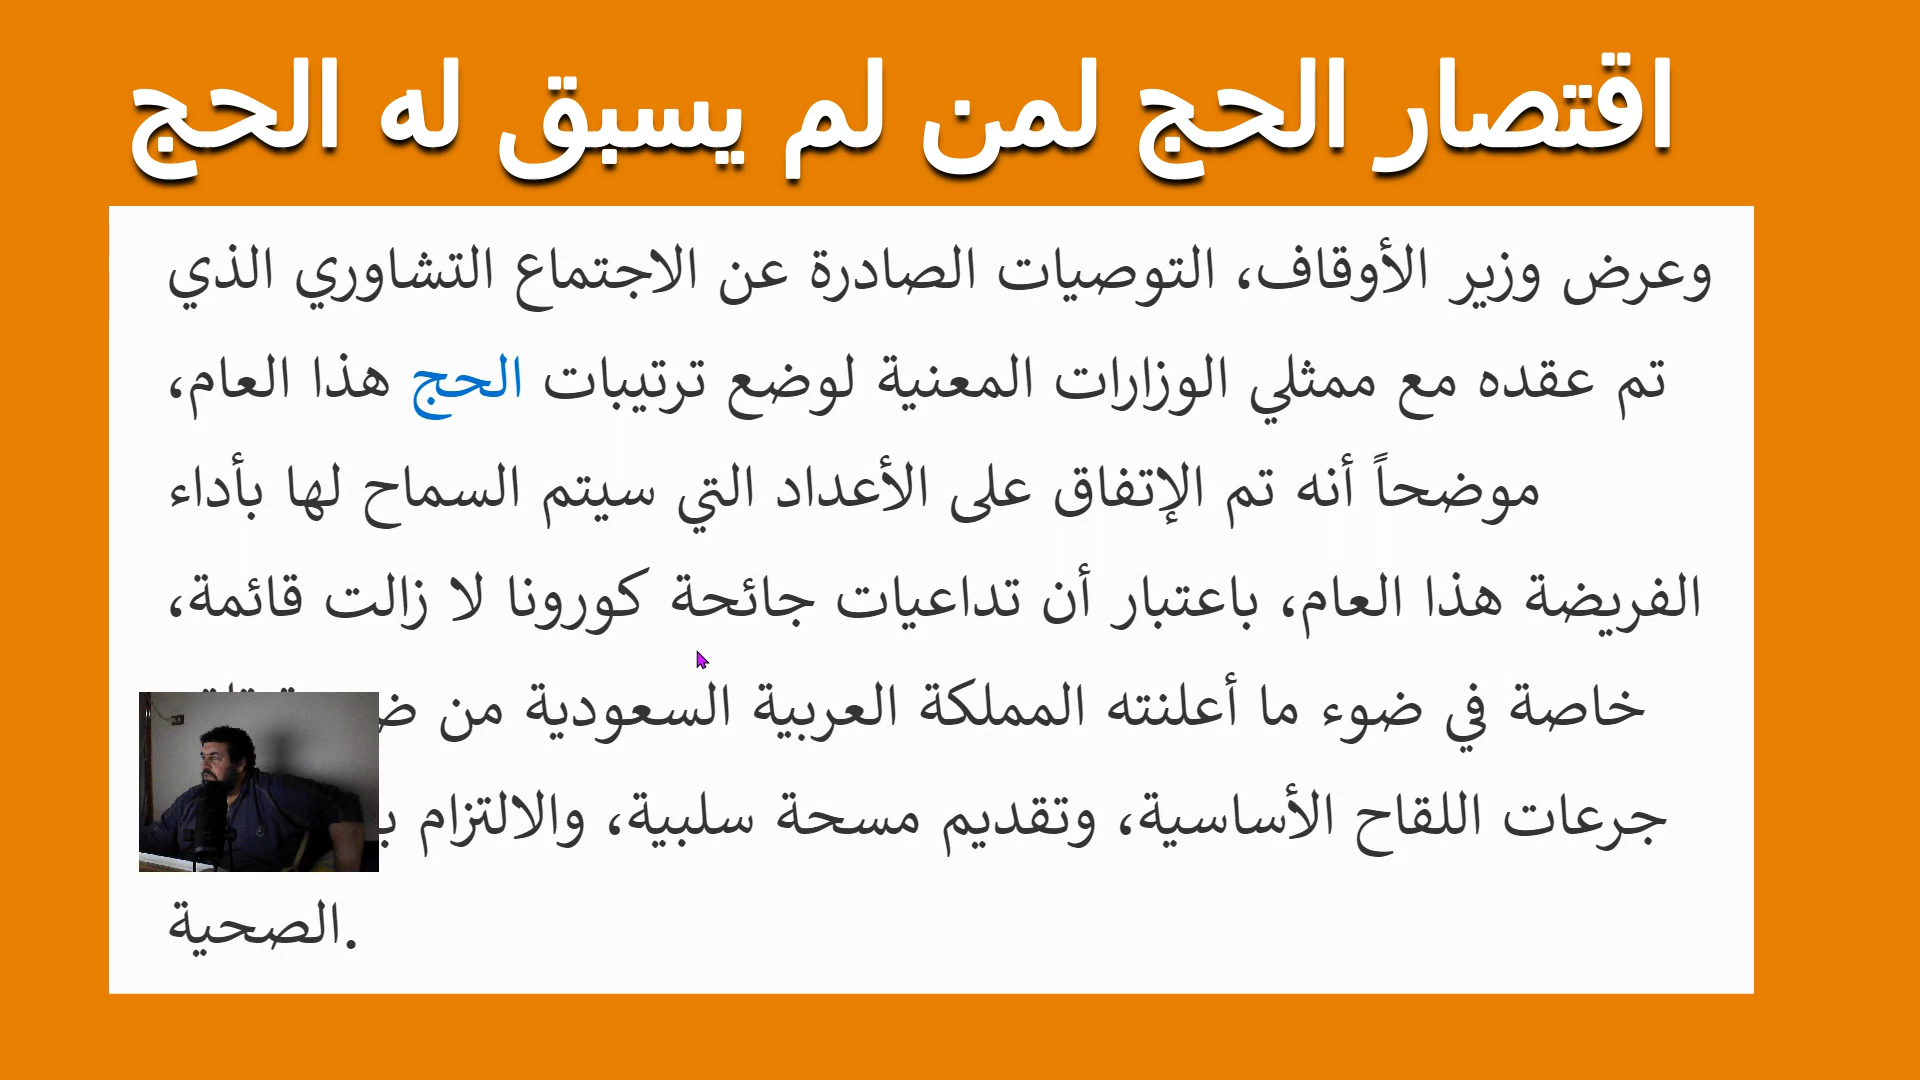 اقتصار الحج لمن لم يسبق له الحج
وعرض وزير الأوقاف، التوصيات الصادرة عن الاجتماع التشاوري الذي
تم عقده مع ممثلي الوزارات المعنية لوضع ترتيبات الحج هذا العام،
موضحاً أنه تم الإتفاق على الأعداد التي سيتم السماح لها بأداء
الفريضة هذا العام، باعتبار أن تداعيات جائحة كورونا لا زالت قائمة،
خاصة في ضوء ما أعلنته المملكة العربية السعودية من
جرعات اللقاح الأساسية، وتقديم مسحة سلبية، والالتزام
الصحية.